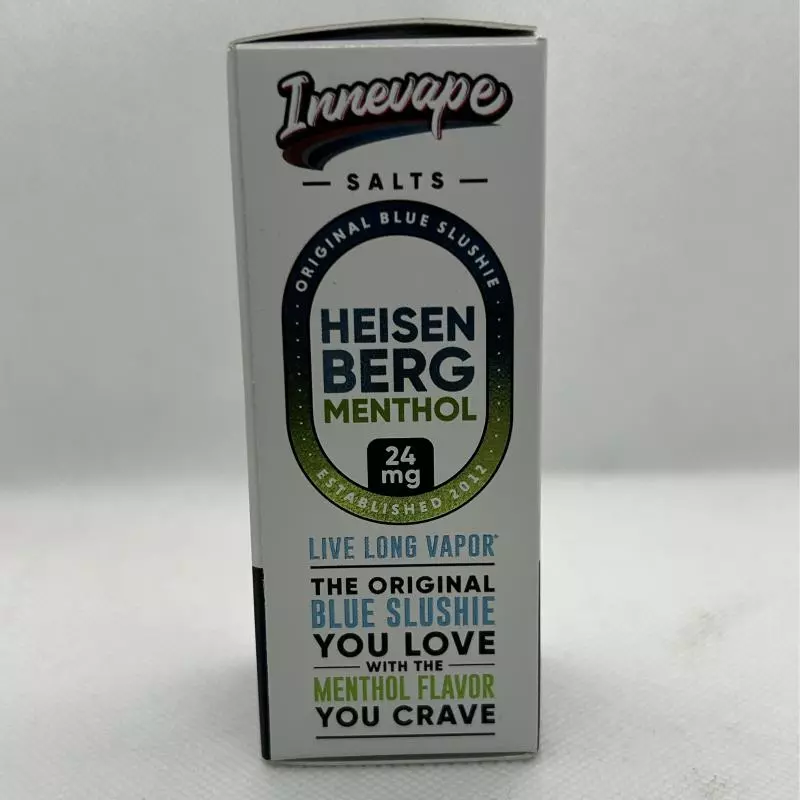 Innevape
SALTS
ORIGINAL BLUE SLUSHIE
HEISEN
BERG
MENTHOL
24
mg
ESTABLISHED 2012
LIVE LONG VAPOR
THE ORIGINAL
BLUE SLUSHIE
YOU LOVE
WITH THE
MENTHOL FLAVOR
YOU CRAVE